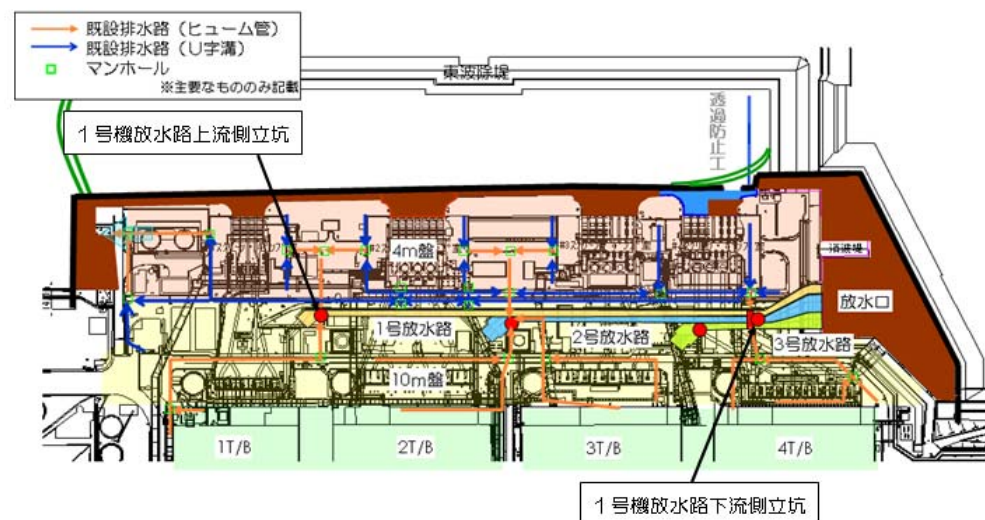 既設排水路（ヒューム管）
既設排水路（U字溝）
マンホール
※主要なもののみ記載
東波除堤
透過防止工
1号機放水路上流側立坑
4m盤
消波堤
放水口
1号放水路
2号放水路
3号放水路
10m盤
1T/B
2T/B
3T/B
4T/B
1号機放水路下流側立坑